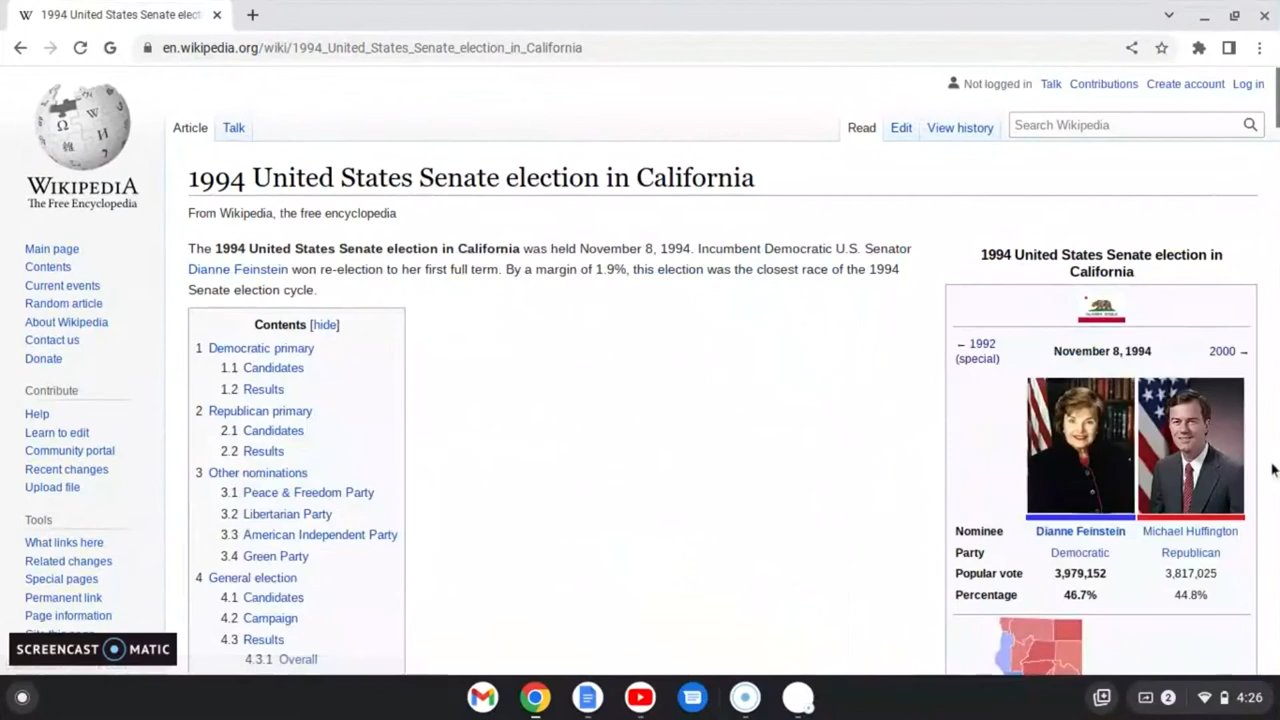 1994 United States Senate elect
en.wikipedia.org/wiki/1994_United_States_Senate_election_in_California
Not logged in Talk Contributions Create account Log in
Article Talk Read Edit View history Search Wikipedia
WIKIPEDIA
The Free Encyclopedia
Main page
Contents
Current events
Random article
About Wikipedia
Contact us
Donate
Contribute
Help
Learn to edit
Community portal
Recent changes
Upload file
Tools
What links here
Related changes
Special pages
Permanent link
Page information
1994 United States Senate election in California
From Wikipedia, the free encyclopedia
The 1994 United States Senate election in California was held November 8, 1994. Incumbent Democratic U.S. Senator
Dianne Feinstein won re-election to her first full term. By a margin of 1.9%, this election was the closest race of the 1994
Senate election cycle.
Contents [hide]
1 Democratic primary
1.1 Candidates
1.2 Results
2 Republican primary
2.1 Candidates
2.2 Results
3 Other nominations
3.1 Peace & Freedom Party
3.2 Libertarian Party
3.3 American Independent Party
3.4 Green Party
4 General election
4.1 Candidates
4.2 Campaign
4.3 Results
4.3.1 Overall
1994 United States Senate election in
California
← 1992
(special)
November 8, 1994
2000 →
Nominee Dianne Feinstein Michael Huffington
Party Democratic Republican
Popular vote 3,979,152 3,817,025
Percentage 46.7% 44.8%
SCREENCAST MATIC
2 4:26